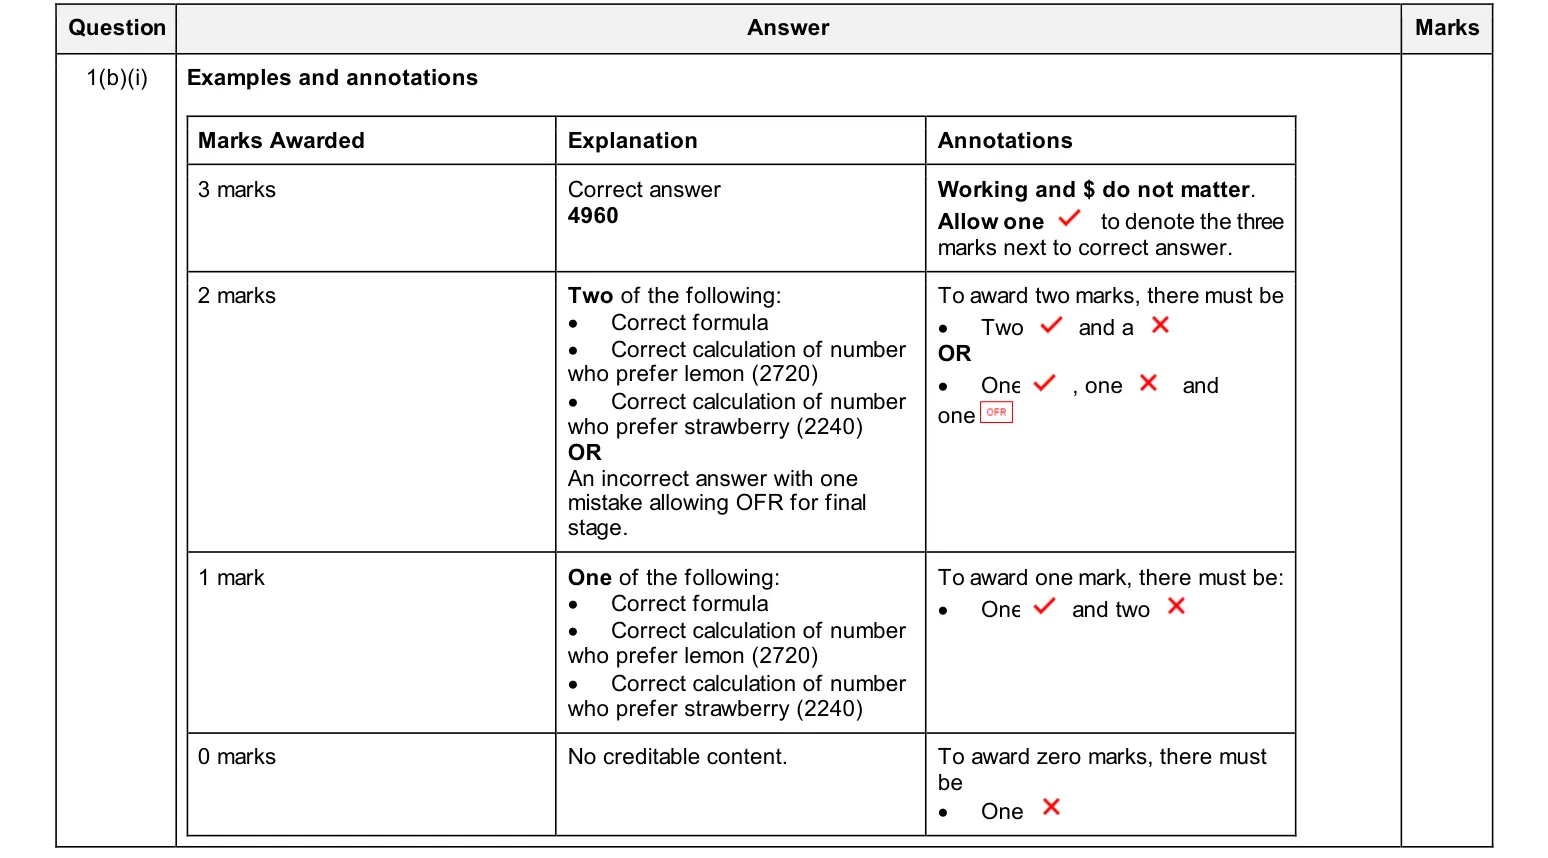 Question Answer Marks
1(b)(i) Examples and annotations
Marks Awarded Explanation Annotations
3 marks Correct answer Working and $ do not matter.
4960 Allow one ✓ to denote the three
marks next to correct answer.
2 marks Two of the following: To award two marks, there must be
• Correct formula • Two ✓ and a ✗
• Correct calculation of number OR
who prefer lemon (2720) • One ✓ , one ✗ and
• Correct calculation of number one OFR
who prefer strawberry (2240)
OR
An incorrect answer with one
mistake allowing OFR for final
stage.
1 mark One of the following: To award one mark, there must be:
• Correct formula • One ✓ and two ✗
• Correct calculation of number
who prefer lemon (2720)
• Correct calculation of number
who prefer strawberry (2240)
0 marks No creditable content. To award zero marks, there must
be
• One ✗